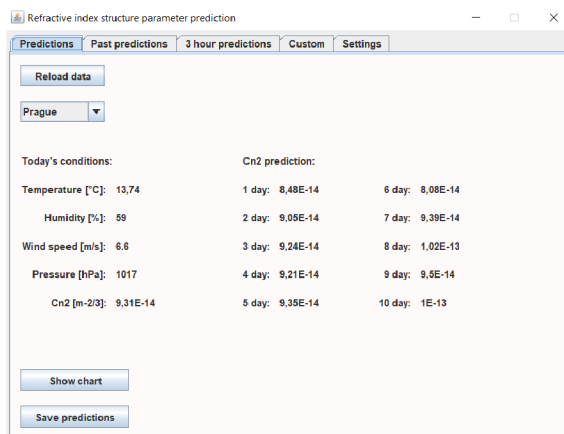 Refractive index structure parameter prediction
Predictions Past predictions 3 hour predictions Custom Settings
Reload data
Prague
Today's conditions: Cn2 prediction:
Temperature [°C]: 13,74 1 day: 8,48E-14 6 day: 8,08E-14
Humidity [%]: 59 2 day: 9,05E-14 7 day: 9,39E-14
Wind speed [m/s]: 6.6 3 day: 9,24E-14 8 day: 1,02E-13
Pressure [hPa]: 1017 4 day: 9,21E-14 9 day: 9,5E-14
Cn2 [m-2/3]: 9,31E-14 5 day: 9,35E-14 10 day: 1E-13
Show chart
Save predictions